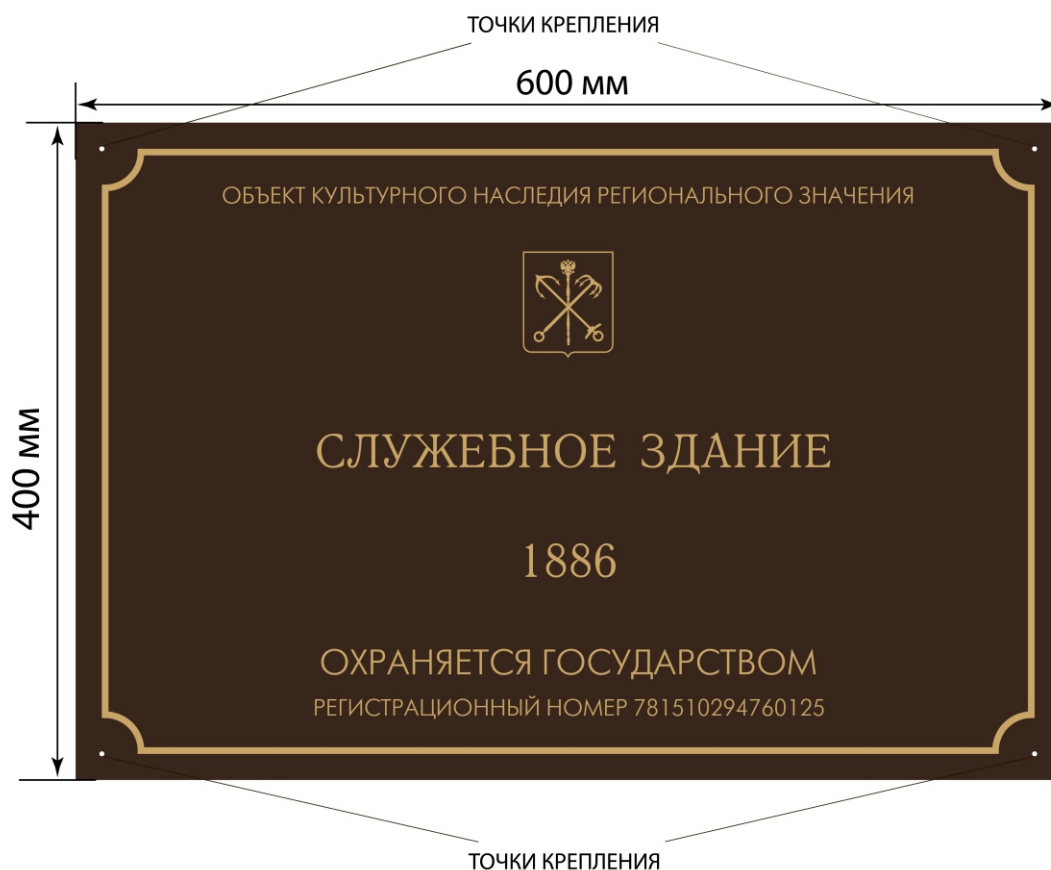 ТОЧКИ КРЕПЛЕНИЯ
600 мм
400 мм
ОБЪЕКТ КУЛЬТУРНОГО НАСЛЕДИЯ РЕГИОНАЛЬНОГО ЗНАЧЕНИЯ
СЛУЖЕБНОЕ ЗДАНИЕ
1886
ОХРАНЯЕТСЯ ГОСУДАРСТВОМ
РЕГИСТРАЦИОННЫЙ НОМЕР 781510294760125
ТОЧКИ КРЕПЛЕНИЯ